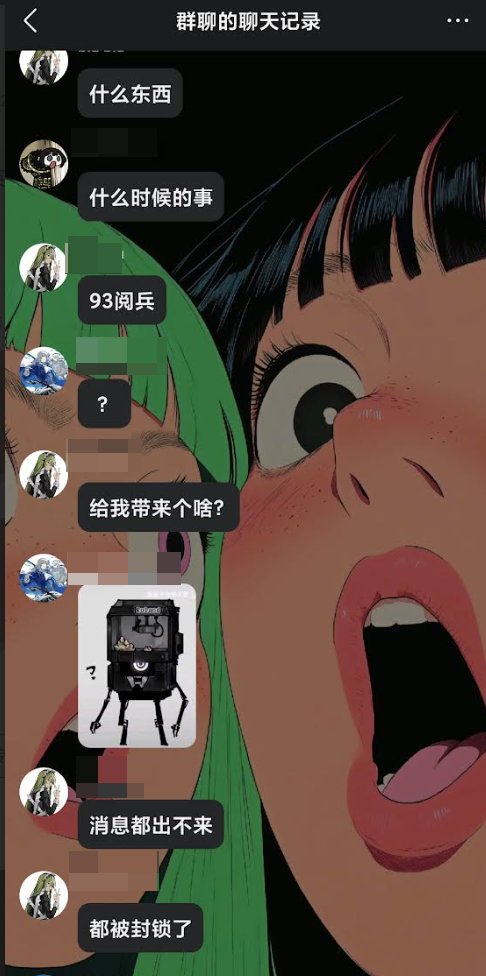 群聊的聊天记录
什么东西
什么时候的事
93阅兵
?
给我带来个啥?
?
消息都出不来
都被封锁了